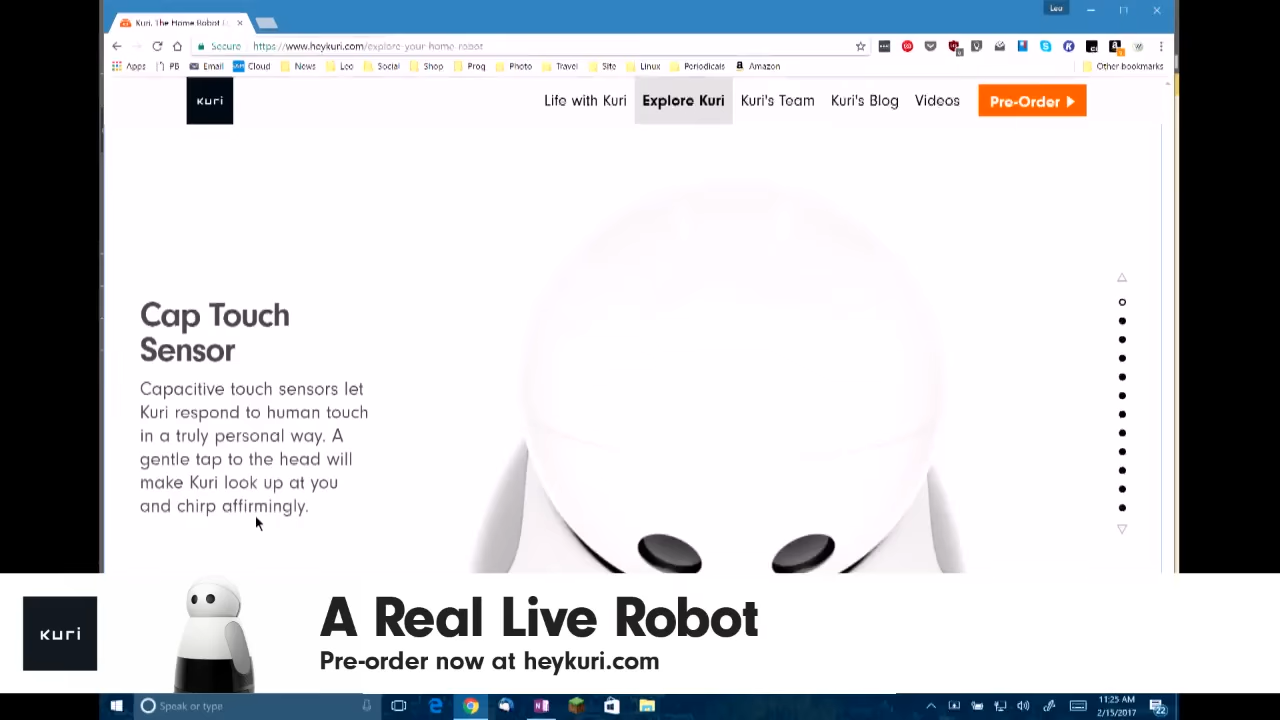 Leo
Kuri, The Home Robot
Secure https://www.heykuri.com/explore-your-home-robot
Apps PB Email Cloud News Leo Social Shop Prog Photo Travel Site Linux Periodicals Amazon Other bookmarks
kuri Life with Kuri Explore Kuri Kuri's Team Kuri's Blog Videos Pre-Order
Cap Touch
Sensor
Capacitive touch sensors let
Kuri respond to human touch
in a truly personal way. A
gentle tap to the head will
make Kuri look up at you
and chirp affirmingly.
kuri
A Real Live Robot
Pre-order now at heykuri.com
Speak or type
11:25 AM
2/15/2017
22